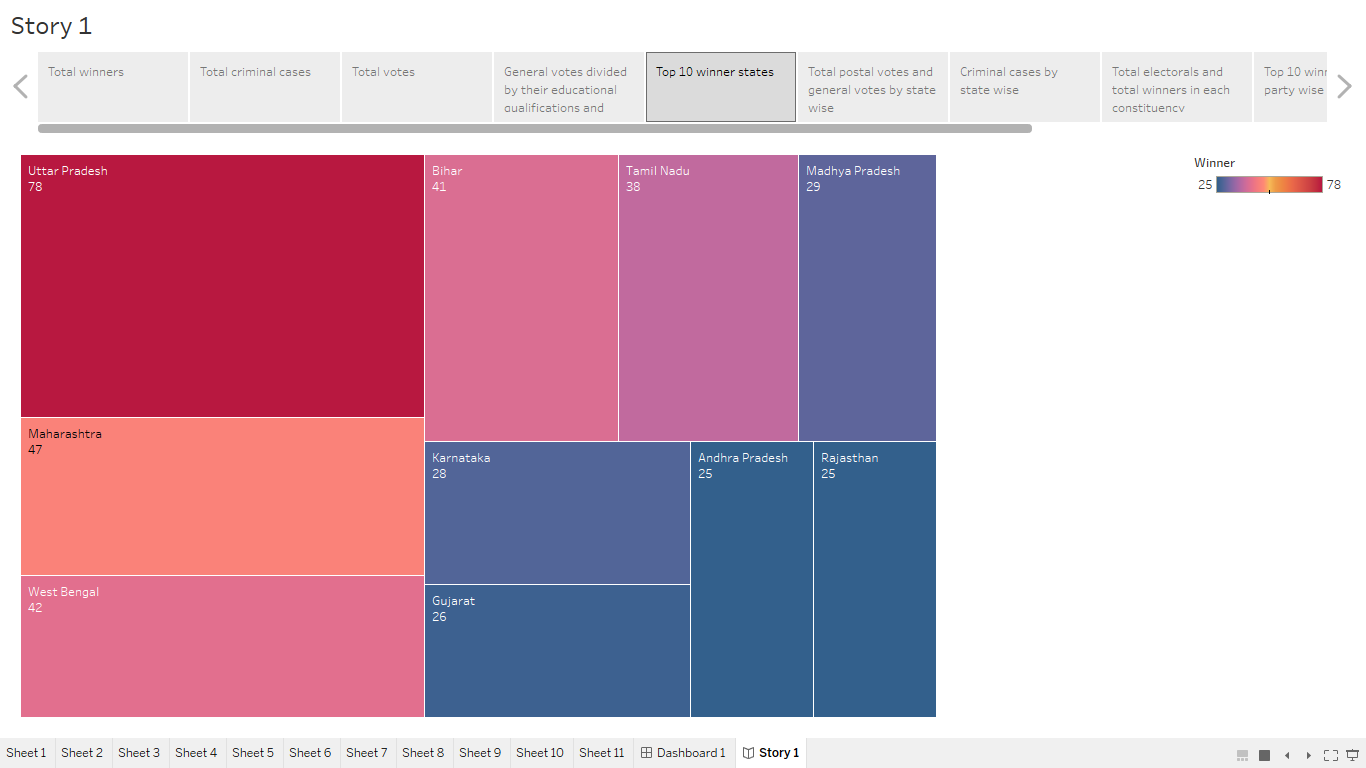 Story 1
Total winners
Total criminal cases
Total votes
General votes divided
by their educational
qualifications and
Top 10 winner states
Total postal votes and
general votes by state
wise
Criminal cases by
state wise
Total electorals and
total winners in each
constituency
Top 10 winn
party wise
Uttar Pradesh
78
Bihar
41
Tamil Nadu
38
Madhya Pradesh
29
Winner
25 78
Maharashtra
47
Karnataka
28
Andhra Pradesh
25
Rajasthan
25
West Bengal
42
Gujarat
26
Sheet 1 Sheet 2 Sheet 3 Sheet 4 Sheet 5 Sheet 6 Sheet 7 Sheet 8 Sheet 9 Sheet 10 Sheet 11 Dashboard 1 Story 1